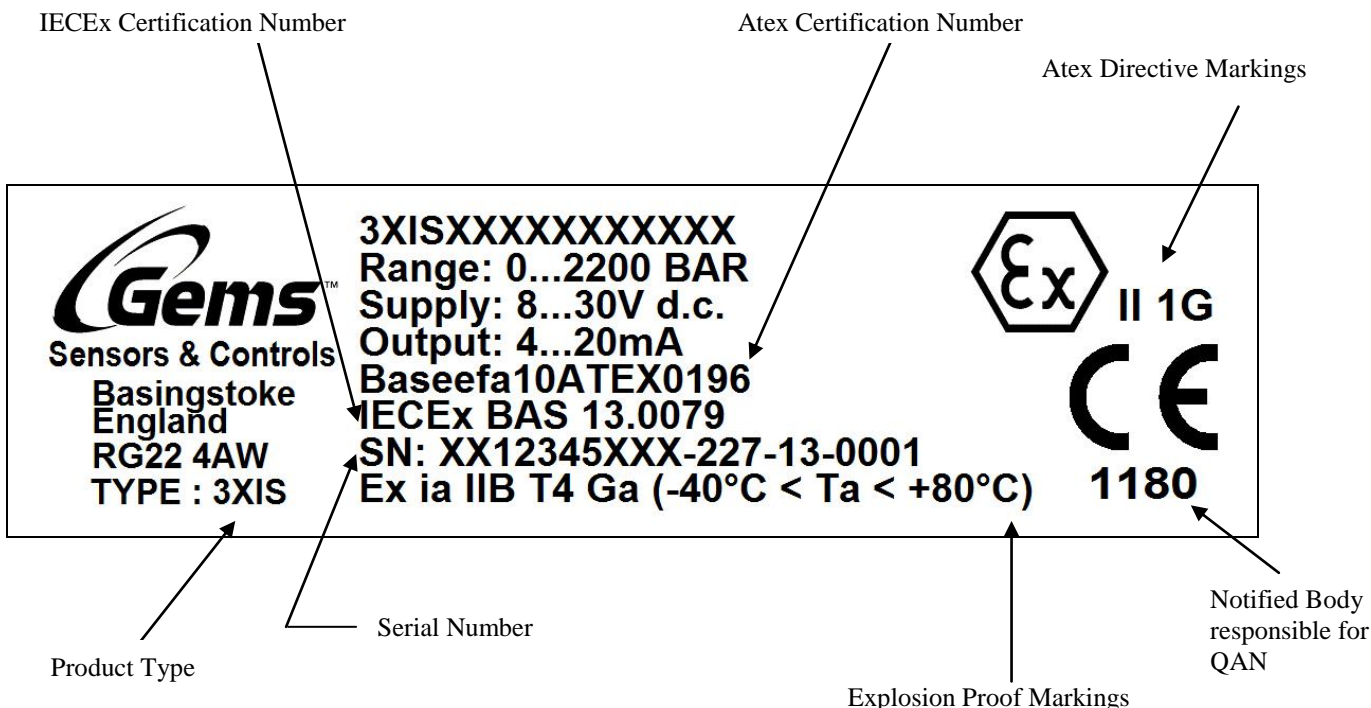 IECEx Certification Number
Atex Certification Number
Atex Directive Markings
Gems™
Sensors & Controls
Basingstoke
England
RG22 4AW
TYPE : 3XIS
3XISXXXXXXXXXXX
Range: 0...2200 BAR
Supply: 8...30V d.c.
Output: 4...20mA
Baseefa10ATEX0196
IECEx BAS 13.0079
SN: XX12345XXX-227-13-0001
Ex ia IIB T4 Ga (-40°C < Ta < +80°C)
Ex
II 1G
CE
1180
Product Type
Serial Number
Explosion Proof Markings
Notified Body
responsible for
QAN